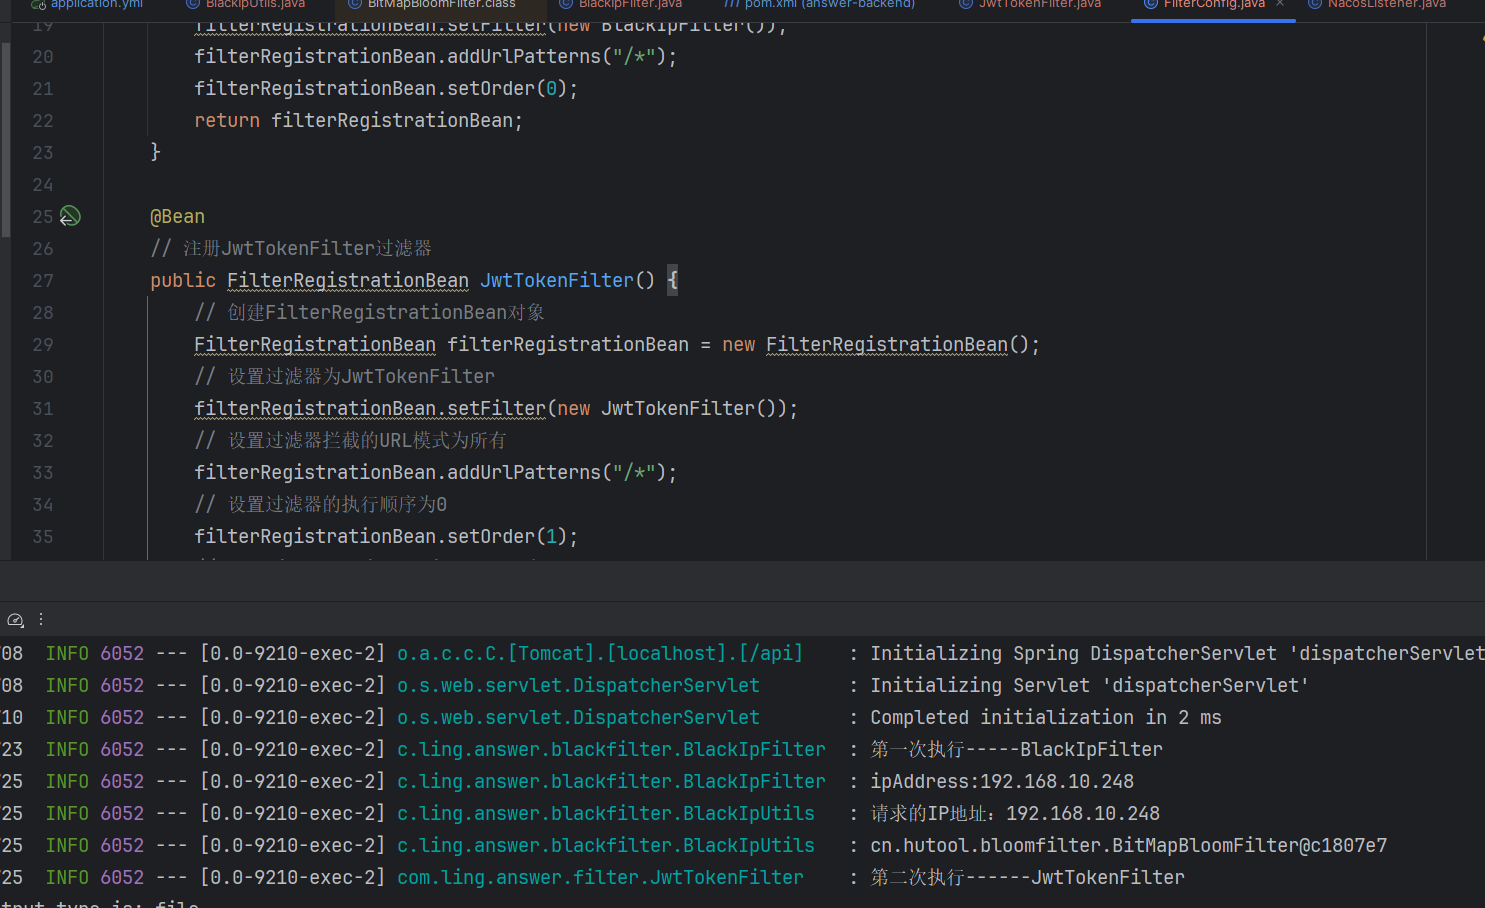 application.yml BlackIpUtils.java BitMapBloomFilter.class BlackIpFilter.java pom.xml (answer-backend) JwtTokenFilter.java FilterConfig.java NacosListener.java
19 filterRegistrationBean.setFilter(new BlackIpFilter());
20 filterRegistrationBean.addUrlPatterns("/*");
21 filterRegistrationBean.setOrder(0);
22 return filterRegistrationBean;
23 }
24
25 @Bean
26 // 注册JwtTokenFilter过滤器
27 public FilterRegistrationBean JwtTokenFilter() {
28 // 创建FilterRegistrationBean对象
29 FilterRegistrationBean filterRegistrationBean = new FilterRegistrationBean();
30 // 设置过滤器为JwtTokenFilter
31 filterRegistrationBean.setFilter(new JwtTokenFilter());
32 // 设置过滤器拦截的URL模式为所有
33 filterRegistrationBean.addUrlPatterns("/*");
34 // 设置过滤器的执行顺序为0
35 filterRegistrationBean.setOrder(1);
08 INFO 6052 --- [0.0-9210-exec-2] o.a.c.c.C.[Tomcat].[localhost].[/api] : Initializing Spring DispatcherServlet 'dispatcherServlet
08 INFO 6052 --- [0.0-9210-exec-2] o.s.web.servlet.DispatcherServlet : Initializing Servlet 'dispatcherServlet'
10 INFO 6052 --- [0.0-9210-exec-2] o.s.web.servlet.DispatcherServlet : Completed initialization in 2 ms
23 INFO 6052 --- [0.0-9210-exec-2] c.ling.answer.blackfilter.BlackIpFilter : 第一次执行-----BlackIpFilter
25 INFO 6052 --- [0.0-9210-exec-2] c.ling.answer.blackfilter.BlackIpFilter : ipAddress:192.168.10.248
25 INFO 6052 --- [0.0-9210-exec-2] c.ling.answer.blackfilter.BlackIpUtils : 请求的IP地址：192.168.10.248
25 INFO 6052 --- [0.0-9210-exec-2] c.ling.answer.blackfilter.BlackIpUtils : cn.hutool.bloomfilter.BitMapBloomFilter@c1807e7
25 INFO 6052 --- [0.0-9210-exec-2] com.ling.answer.filter.JwtTokenFilter : 第二次执行------JwtTokenFilter